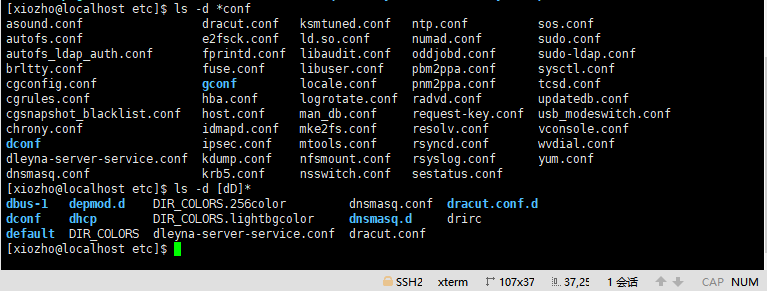 [xiozho@localhost etc]$ ls -d *conf
asound.conf dracut.conf ksmtuned.conf ntp.conf sos.conf
autofs.conf e2fsck.conf ld.so.conf numad.conf sudo.conf
autofs_ldap_auth.conf fprintd.conf libaudit.conf oddjobd.conf sudo-ldap.conf
brltty.conf fuse.conf libuser.conf pbm2ppa.conf sysctl.conf
cgconfig.conf gconf locale.conf pnm2ppa.conf tcsd.conf
cgrules.conf hba.conf logrotate.conf radvd.conf updatedb.conf
cgsnapshot_blacklist.conf host.conf man_db.conf request-key.conf usb_modeswitch.conf
chrony.conf idmapd.conf mke2fs.conf resolv.conf vconsole.conf
dconf ipsec.conf mtools.conf rsyncd.conf wvdial.conf
dleyna-server-service.conf kdump.conf nfsmount.conf rsyslog.conf yum.conf
dnsmasq.conf krb5.conf nsswitch.conf sestatus.conf
[xiozho@localhost etc]$ ls -d [dD]*
dbus-1 depmod.d DIR_COLORS.256color dnsmasq.conf dracut.conf.d
dconf dhcp DIR_COLORS.lightbgcolor dnsmasq.d drirc
default DIR_COLORS dleyna-server-service.conf dracut.conf
[xiozho@localhost etc]$
SSH2 xterm 107x37 37,25 1 会话 CAP NUM